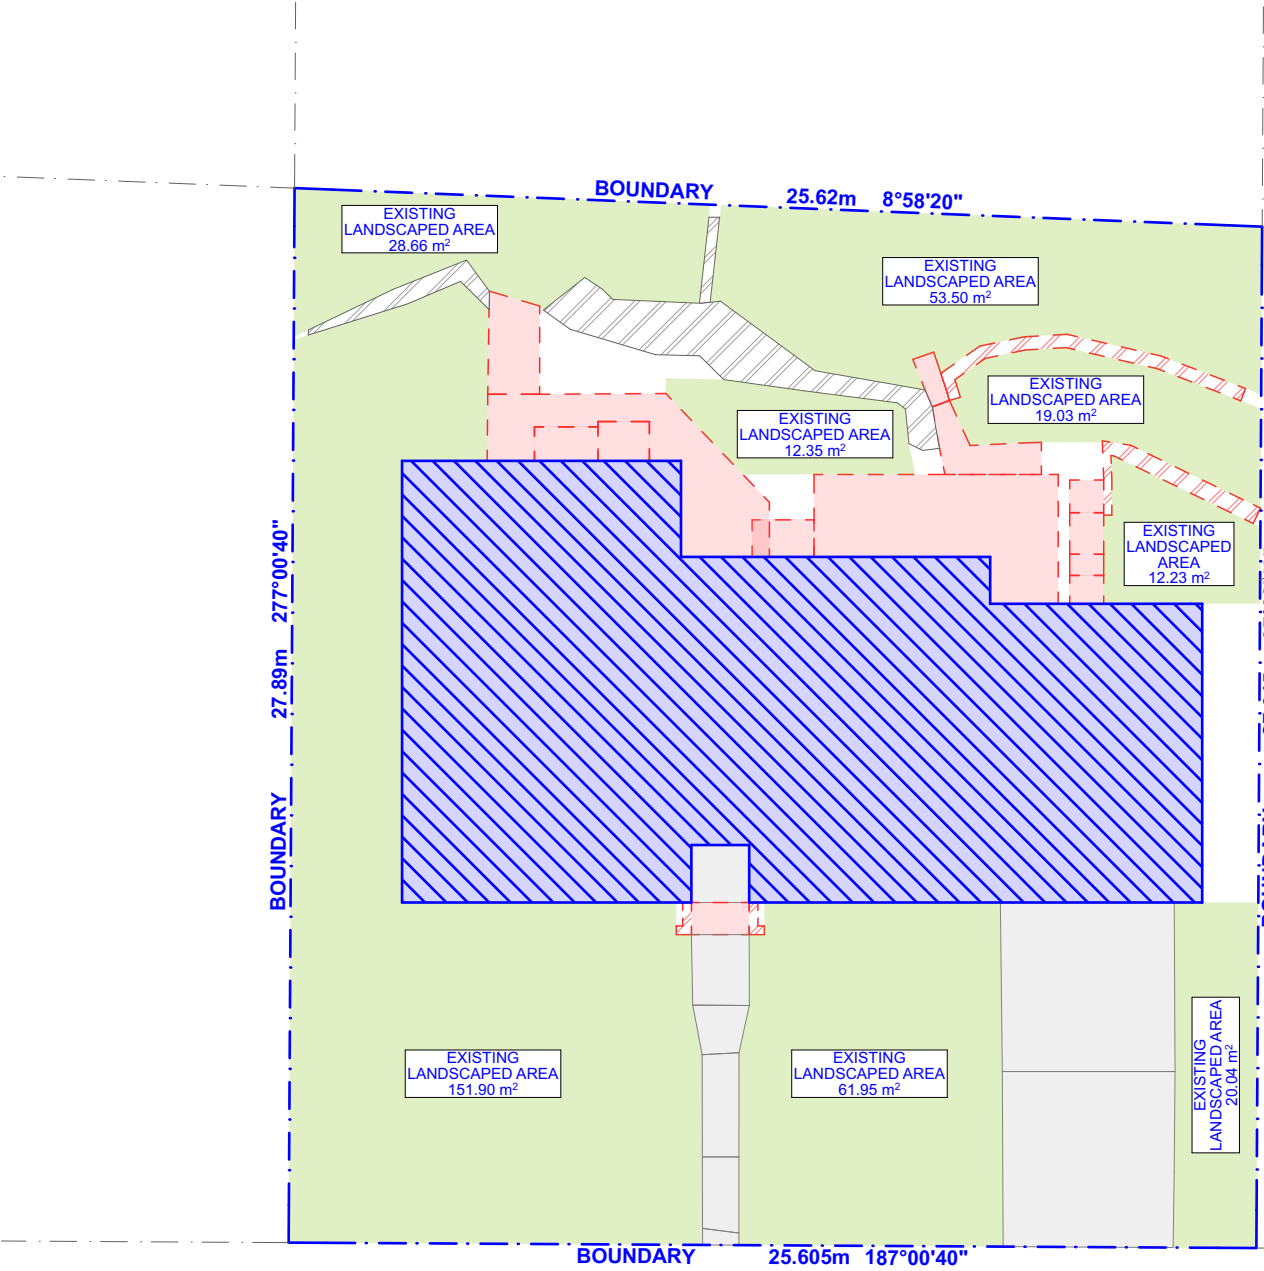 BOUNDARY 25.62m 8°58'20"
EXISTING
LANDSCAPED AREA
28.66 m²
EXISTING
LANDSCAPED AREA
53.50 m²
EXISTING
LANDSCAPED AREA
19.03 m²
EXISTING
LANDSCAPED AREA
12.35 m²
EXISTING
LANDSCAPED
AREA
12.23 m²
BOUNDARY 27.89m 277°00'40"
EXISTING
LANDSCAPED AREA
151.90 m²
EXISTING
LANDSCAPED AREA
61.95 m²
EXISTING
LANDSCAPED AREA
20.04 m²
BOUNDARY
BOUNDARY 25.605m 187°00'40"